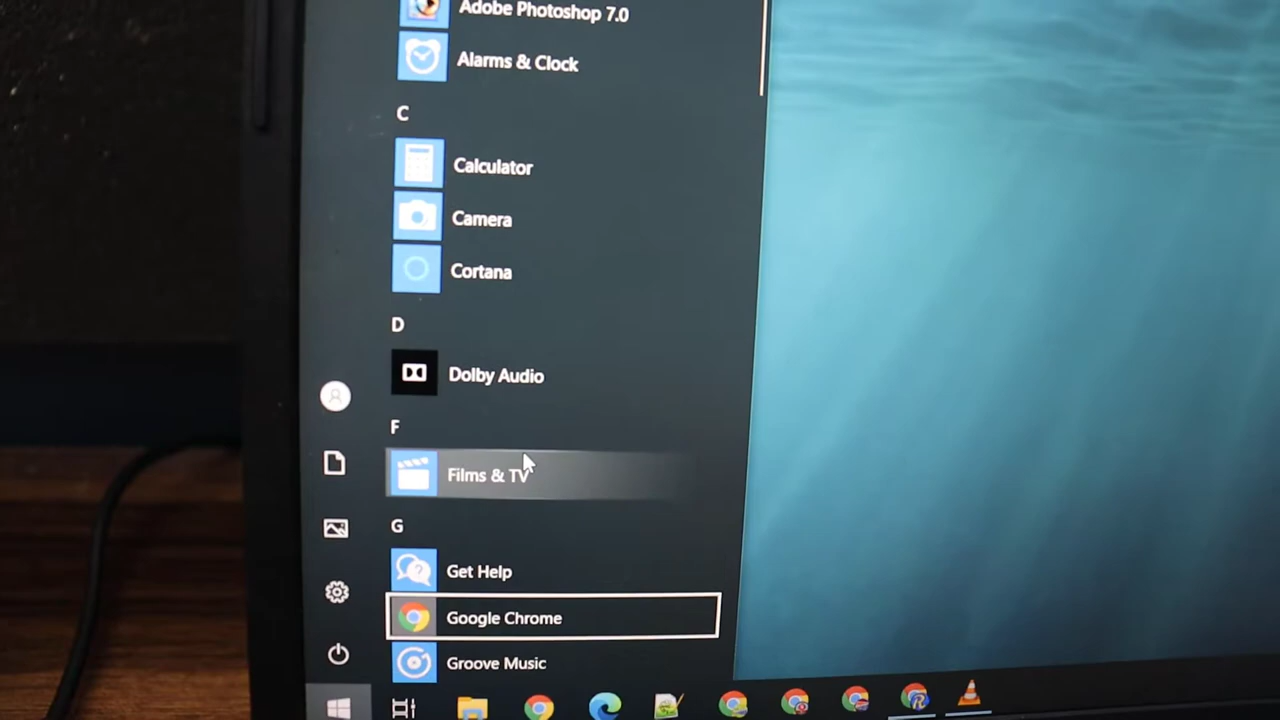 Adobe Photoshop 7.0
Alarms & Clock
C
Calculator
Camera
Cortana
D
Dolby Audio
F
Films & TV
G
Get Help
Google Chrome
Groove Music